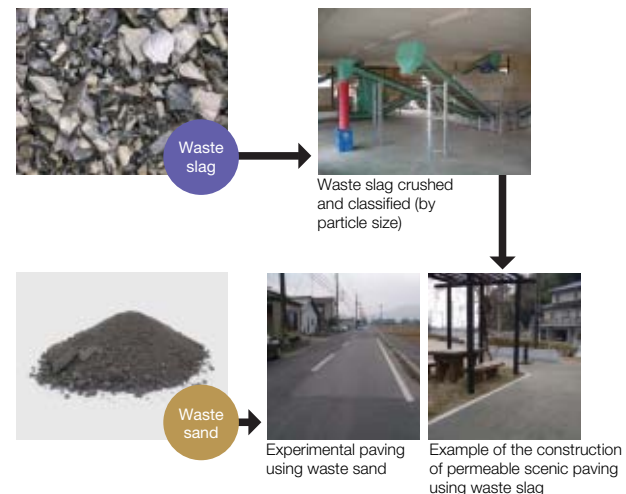 Waste
slag
Waste slag crushed
and classified (by
particle size)
Waste
sand
Experimental paving
using waste sand
Example of the construction
of permeable scenic paving
using waste slag